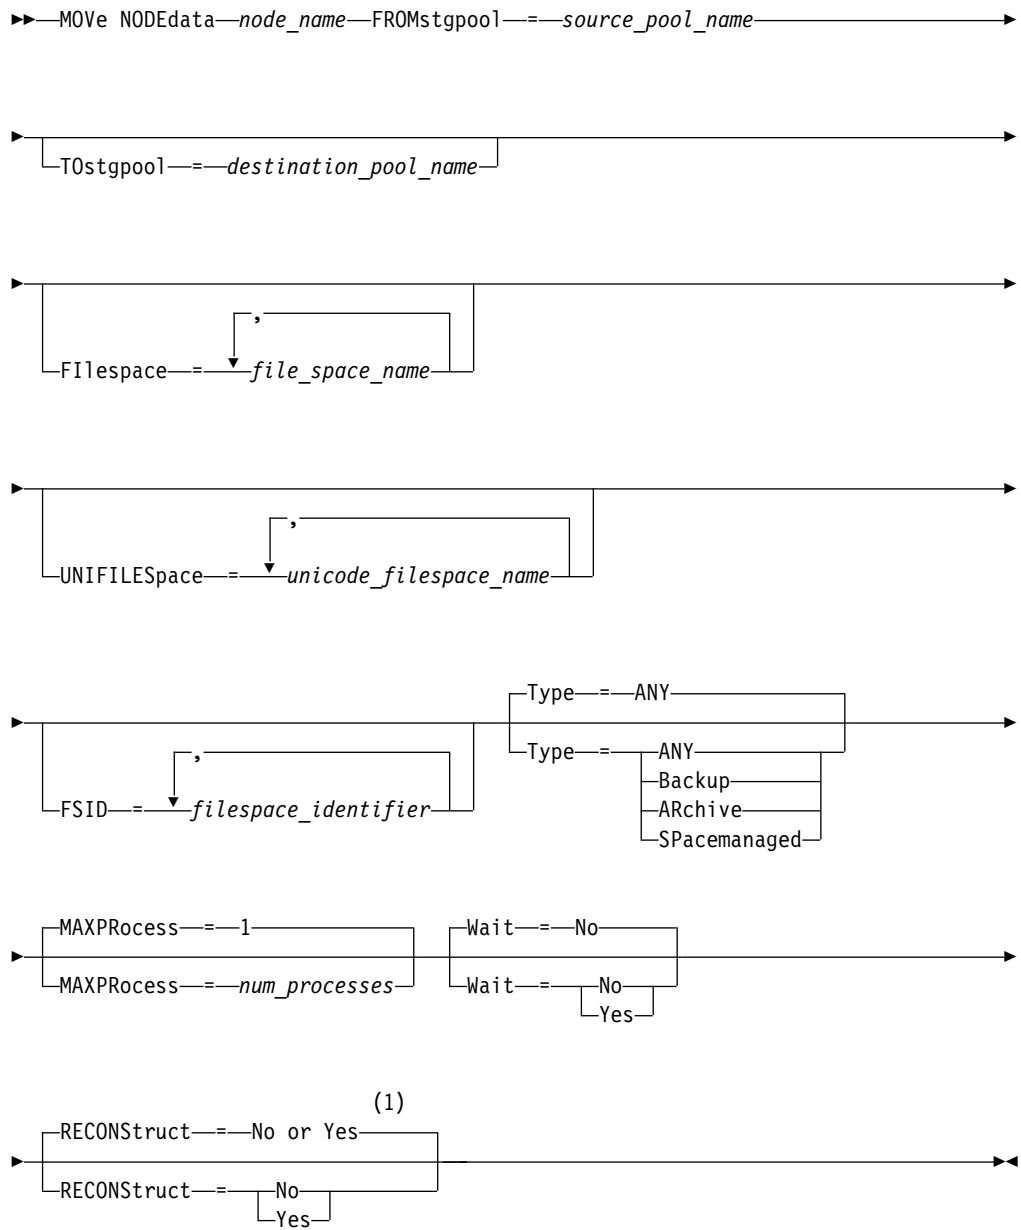 MOVe NODEdata node_name FROMstgpool = source_pool_name
TOstgpool = destination_pool_name
,
FIlespace = file_space_name
,
UNIFILESpace = unicode_filespace_name
Type = ANY
,
Type = ANY
Backup
FSID = filespace_identifier
ARchive
SPacemanaged
MAXPRocess = 1 Wait = No
MAXPRocess = num_processes Wait = No
Yes
(1)
RECONStruct = No or Yes
RECONStruct = No
Yes